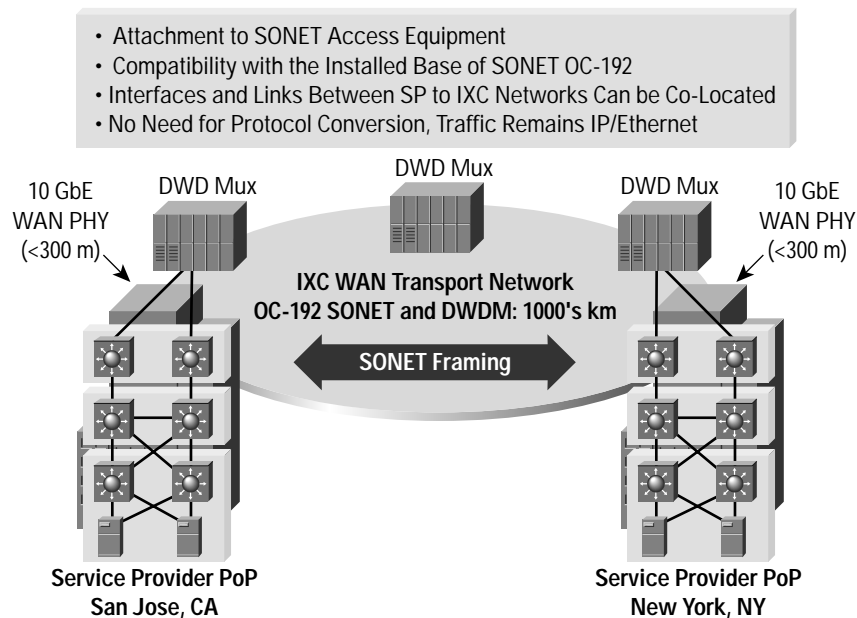 • Attachment to SONET Access Equipment
• Compatibility with the Installed Base of SONET OC-192
• Interfaces and Links Between SP to IXC Networks Can be Co-Located
• No Need for Protocol Conversion, Traffic Remains IP/Ethernet
10 GbE
WAN PHY
(<300 m)
DWD Mux
DWD Mux
DWD Mux
10 GbE
WAN PHY
(<300 m)
IXC WAN Transport Network
OC-192 SONET and DWDM: 1000's km
SONET Framing
Service Provider PoP
San Jose, CA
Service Provider PoP
New York, NY